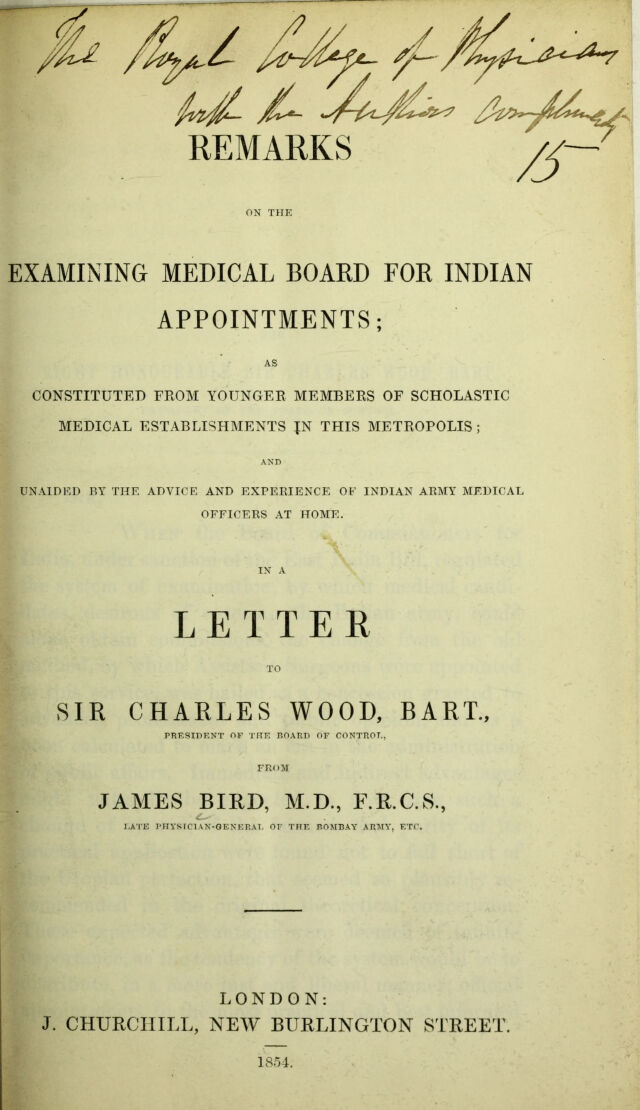 The Royal College of Physicians
with the Authors compliments
15
REMARKS
ON THE
EXAMINING MEDICAL BOARD FOR INDIAN
APPOINTMENTS;
AS
CONSTITUTED FROM YOUNGER MEMBERS OF SCHOLASTIC
MEDICAL ESTABLISHMENTS IN THIS METROPOLIS;
AND
UNAIDED BY THE ADVICE AND EXPERIENCE OF INDIAN ARMY MEDICAL
OFFICERS AT HOME.
IN A
LETTER
TO
SIR CHARLES WOOD, BART.,
PRESIDENT OF THE BOARD OF CONTROL,
FROM
JAMES BIRD, M.D., F.R.C.S.,
LATE PHYSICIAN-GENERAL OF THE BOMBAY ARMY, ETC.
LONDON:
J. CHURCHILL, NEW BURLINGTON STREET.
1854.